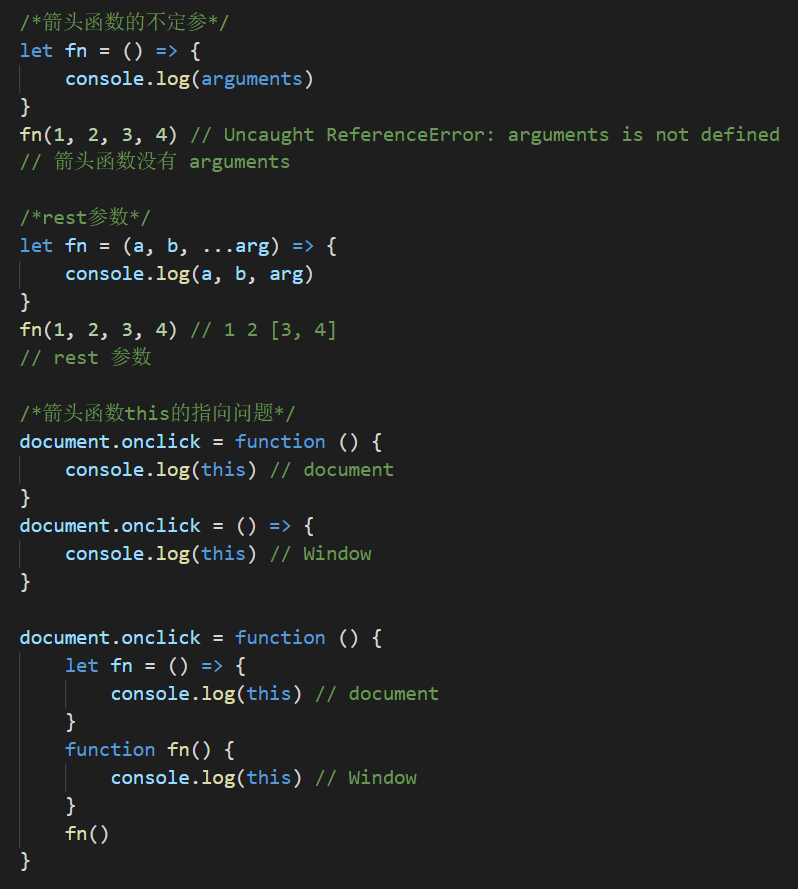 /*箭头函数的不定参*/
let fn = () => {
    console.log(arguments)
}
fn(1, 2, 3, 4) // Uncaught ReferenceError: arguments is not defined
// 箭头函数没有 arguments

/*rest参数*/
let fn = (a, b, ...arg) => {
    console.log(a, b, arg)
}
fn(1, 2, 3, 4) // 1 2 [3, 4]
// rest 参数

/*箭头函数this的指向问题*/
document.onclick = function () {
    console.log(this) // document
}
document.onclick = () => {
    console.log(this) // Window
}

document.onclick = function () {
    let fn = () => {
        console.log(this) // document
    }
    function fn() {
        console.log(this) // Window
    }
    fn()
}